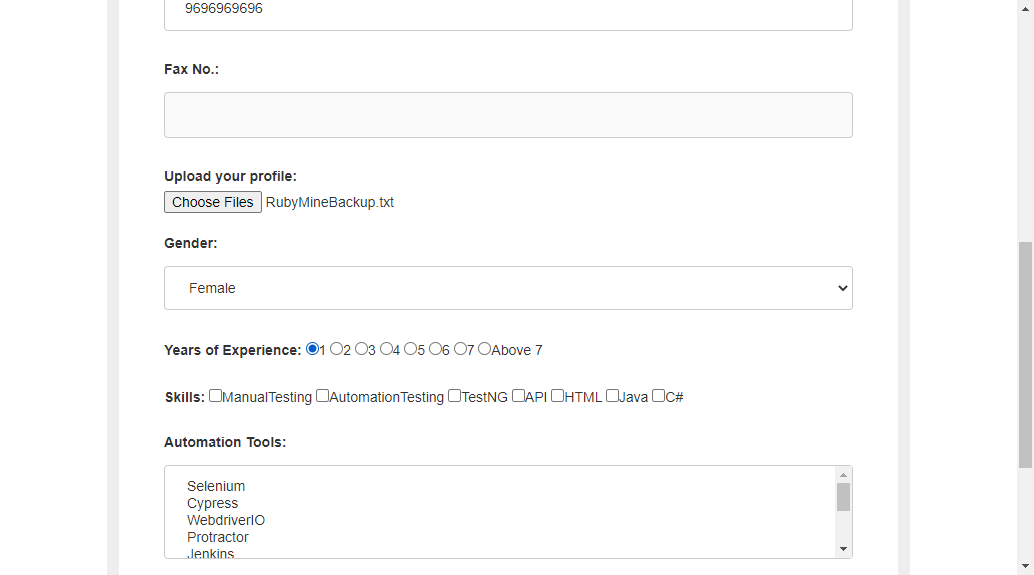 9696969696
Fax No.:
Upload your profile:
Choose Files RubyMineBackup.txt
Gender:
Female
Years of Experience: 1 2 3 4 5 6 7 Above 7
Skills: ManualTesting AutomationTesting TestNG API HTML Java C#
Automation Tools:
Selenium
Cypress
WebdriverIO
Protractor
Jenkins